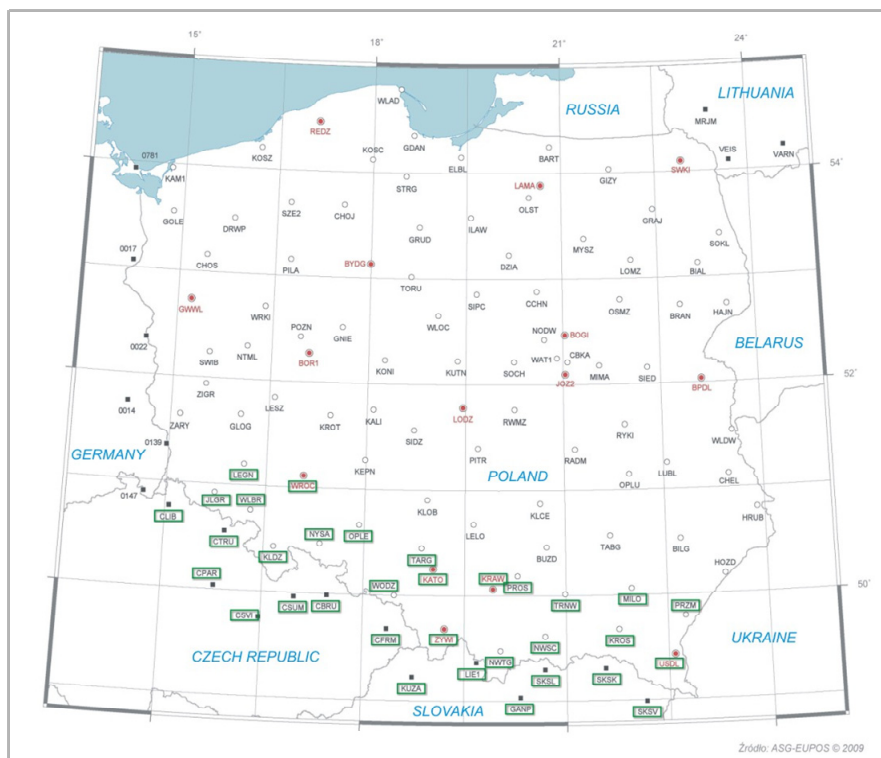 15° 18° 21° 24°
LITHUANIA
RUSSIA
WLAD
MRJM
REDZ
VEIS
VARN
GDAN
KOSZ
KOSC
BART
54°
0781
ELBL
SWKI
KAM1
GIZY
STRG
LAMA
GOLE
SZE2
CHOJ
OLST
DRWP
ILAW
GRAJ
GRUD
SOKL
0017
CHOS
PILA
BYDG
DZIA
MYSZ
LOMZ
BIAL
TORU
GWWL
WRKI
SIPC
CCHN
OSMZ
BRAN
HAJN
WLOC
POZN
GNIE
NODW
BOGI
0022
BELARUS
SWIB
NTML
BOR1
KONI
KUTN
SOCH
WAT1
CBKA
MIMA
SIED
JOZ2
BPDL
52°
ZIGR
0014
LESZ
ZARY
GLOG
KROT
KALI
LODZ
RWMZ
SIDZ
RYKI
WLDW
0139
GERMANY
PITR
POLAND
RADM
LUBL
LEGN
KEPN
WROC
OPLU
CHEL
0147
JLGR
WLBR
CLIB
KLOB
KLCE
HRUB
CTRU
NYSA
OPLE
LELO
TABG
BILG
KLDZ
TARG
BUZD
HOZD
CPAR
KATO
KRAW
PROS
50°
WODZ
CSUM
CBRU
TRNW
MILO
PRZM
CSVI
CFRM
ZYWI
NWSC
KROS
UKRAINE
CZECH REPUBLIC
NWTG
USDL
LIE1
KUZA
SKSL
SKSK
SLOVAKIA
GANP
SKSV
Źródło: ASG-EUPOS © 2009